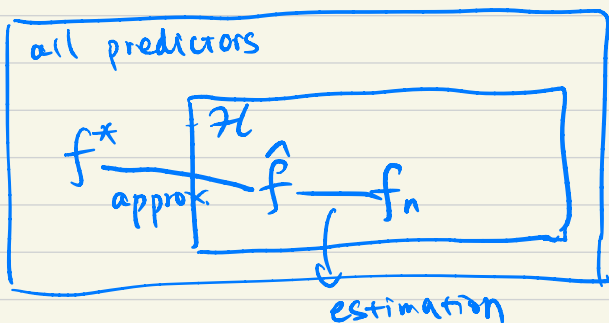 all predictors
ℋ
f* approx. f̂ fₙ
estimation